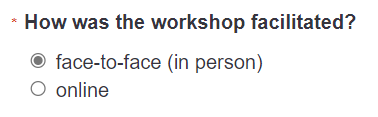 * How was the workshop facilitated?
face-to-face (in person)
online